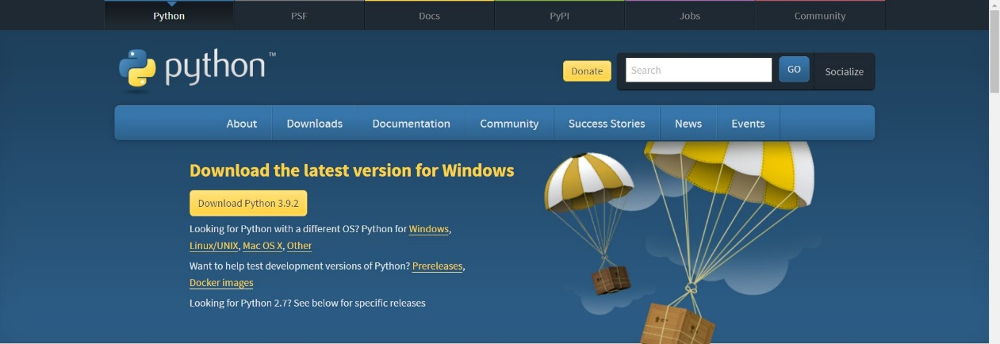 Python PSF Docs PyPI Jobs Community
python™
Donate Search GO Socialize
About Downloads Documentation Community Success Stories News Events
Download the latest version for Windows
Download Python 3.9.2
Looking for Python with a different OS? Python for Windows,
Linux/UNIX, Mac OS X, Other
Want to help test development versions of Python? Prereleases,
Docker images
Looking for Python 2.7? See below for specific releases